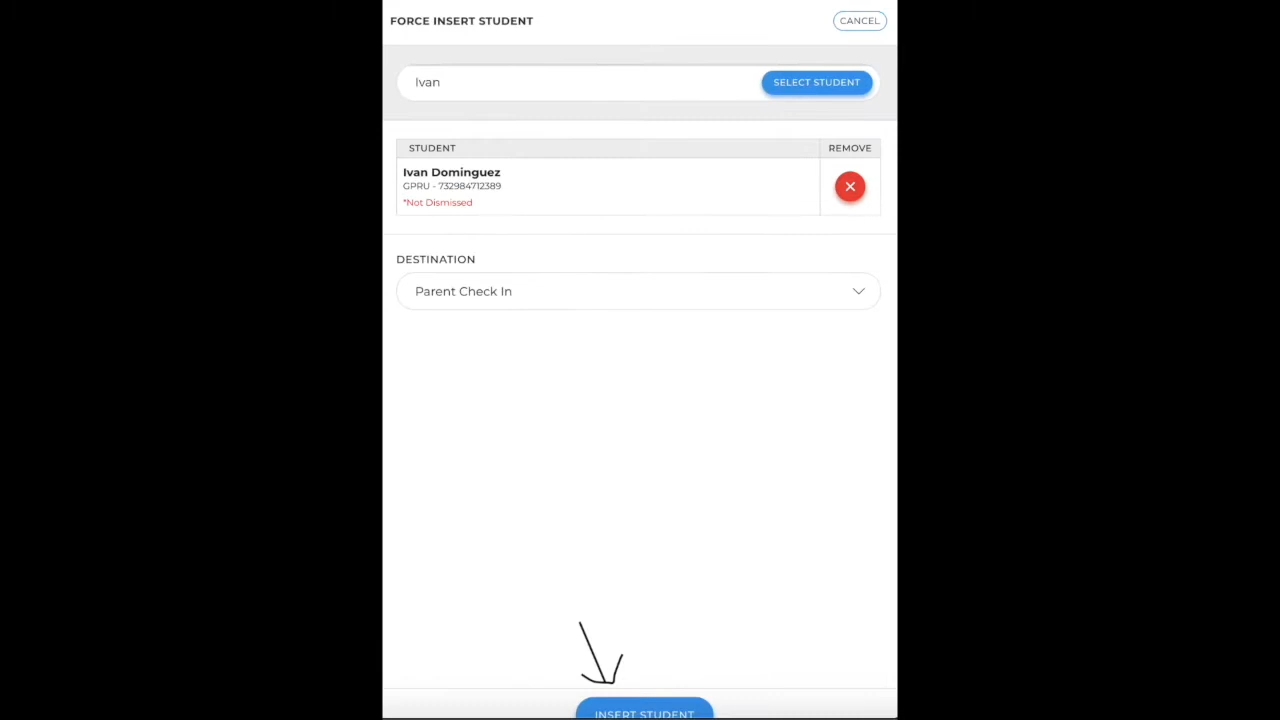 FORCE INSERT STUDENT
CANCEL
Ivan
SELECT STUDENT
STUDENT
REMOVE
Ivan Dominguez
GPRU - 732984712389
*Not Dismissed
DESTINATION
Parent Check In
INSERT STUDENT